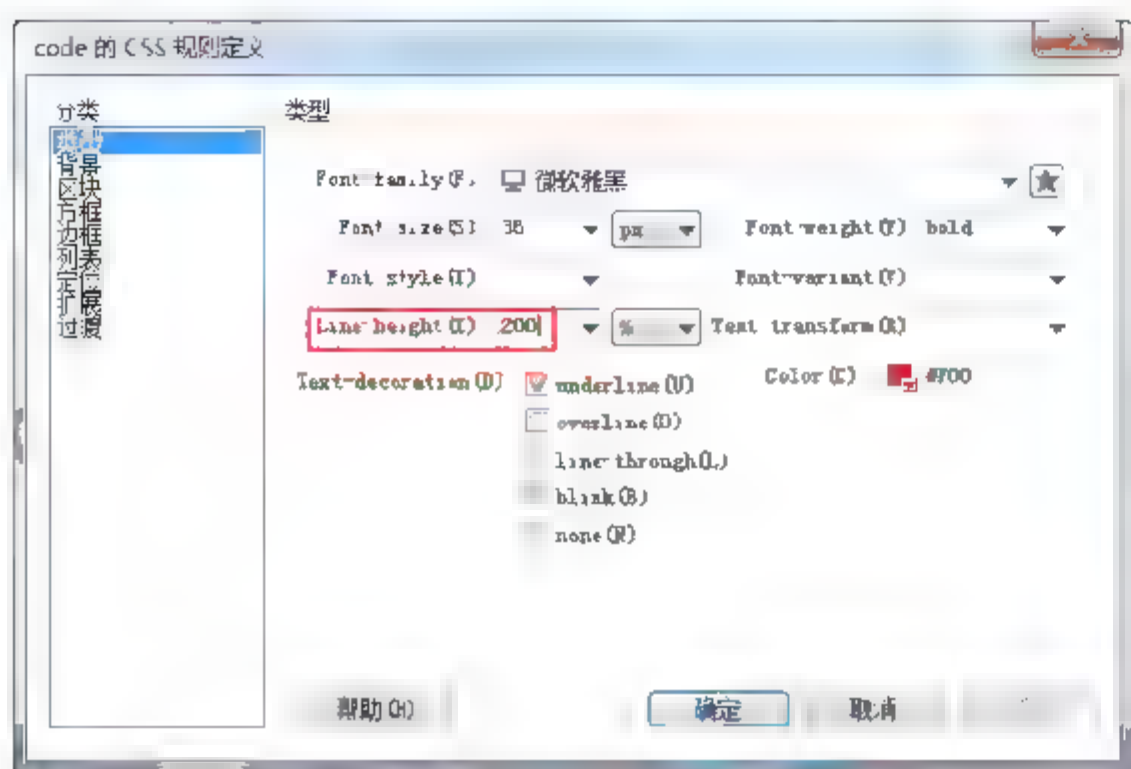 code 的 CSS 规则定义
分类
类型
类型
背景
区块
方框
边框
列表
定位
扩展
过渡
Font-family(F) 微软雅黑
Font-size(S) 36 px Font-weight(Y) bold
Font-style(T) Font-variant(V)
Line-height(I) 200 % Text-transform(R)
Text-decoration(D) underline(U) Color(C) #F00
overline(O)
line-through(L)
blink(B)
none(N)
帮助(H) 确定 取消